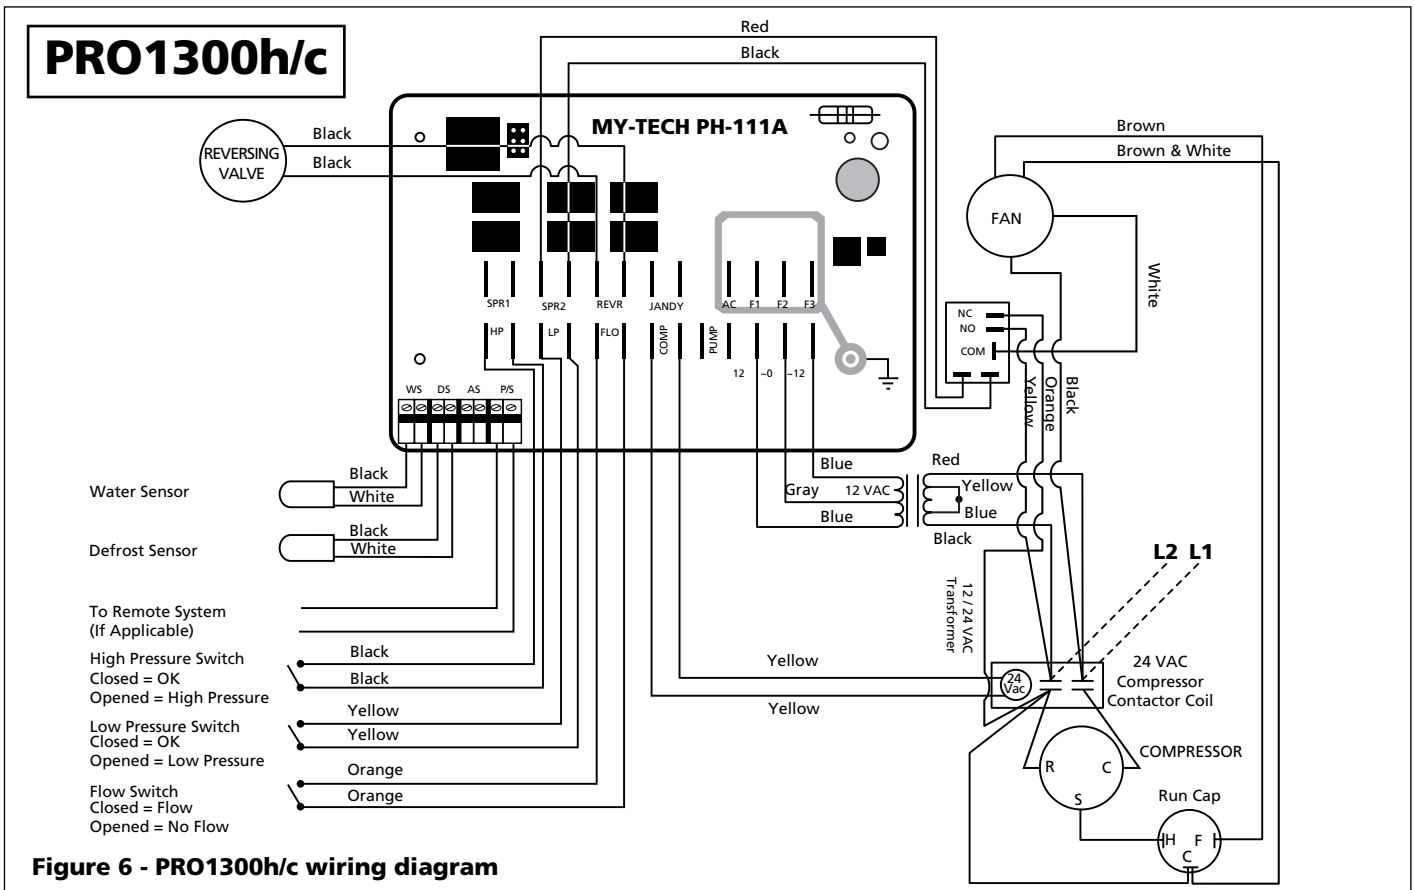 PRO1300h/c
Red
Black
MY-TECH PH-111A
REVERSING
VALVE
Black
Black
Brown
Brown & White
FAN
White
SPR1
SPR2
REVR
JANDY
AC
F1
F2
F3
HP
LP
FLO
COMP
PUMP
12
~0
~12
NC
NO
COM
Yellow
Orange
Black
WS
DS
AS
P/S
Water Sensor
Black
White
Defrost Sensor
Black
White
Blue
Gray
12 VAC
Blue
Red
Yellow
Blue
Black
12 / 24 VAC
Transformer
L2 L1
To Remote System
(If Applicable)
High Pressure Switch
Closed = OK
Opened = High Pressure
Black
Black
Low Pressure Switch
Closed = OK
Opened = Low Pressure
Yellow
Yellow
Flow Switch
Closed = Flow
Opened = No Flow
Orange
Orange
Yellow
Yellow
24
Vac
24 VAC
Compressor
Contactor Coil
COMPRESSOR
R
C
S
Run Cap
H
F
C
Figure 6 - PRO1300h/c wiring diagram